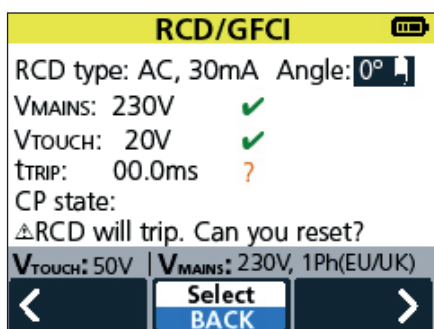 RCD/GFCI
RCD type: AC, 30mA Angle: 0°
VMAINS: 230V ✔
VTOUCH: 20V ✔
tTRIP: 00.0ms ?
CP state:
⚠RCD will trip. Can you reset?
VTOUCH: 50V | VMAINS: 230V, 1Ph(EU/UK)
< Select >
BACK